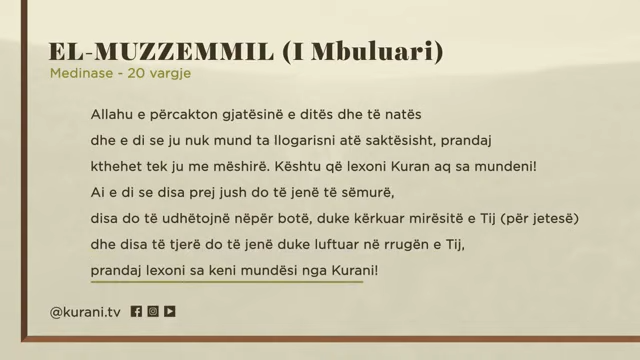 EL-MUZZEMMIL (I Mbuluari)
Medinase - 20 vargje
Allahu e përcakton gjatësinë e ditës dhe të natës
dhe e di se ju nuk mund ta llogarisni atë saktësisht, prandaj
kthehet tek ju me mëshirë. Kështu që lexoni Kuran aq sa mundeni!
Ai e di se disa prej jush do të jenë të sëmurë,
disa do të udhëtojnë nëpër botë, duke kërkuar mirësitë e Tij (për jetesë)
dhe disa të tjerë do të jenë duke luftuar në rrugën e Tij,
prandaj lexoni sa keni mundësi nga Kurani!
@kurani.tv